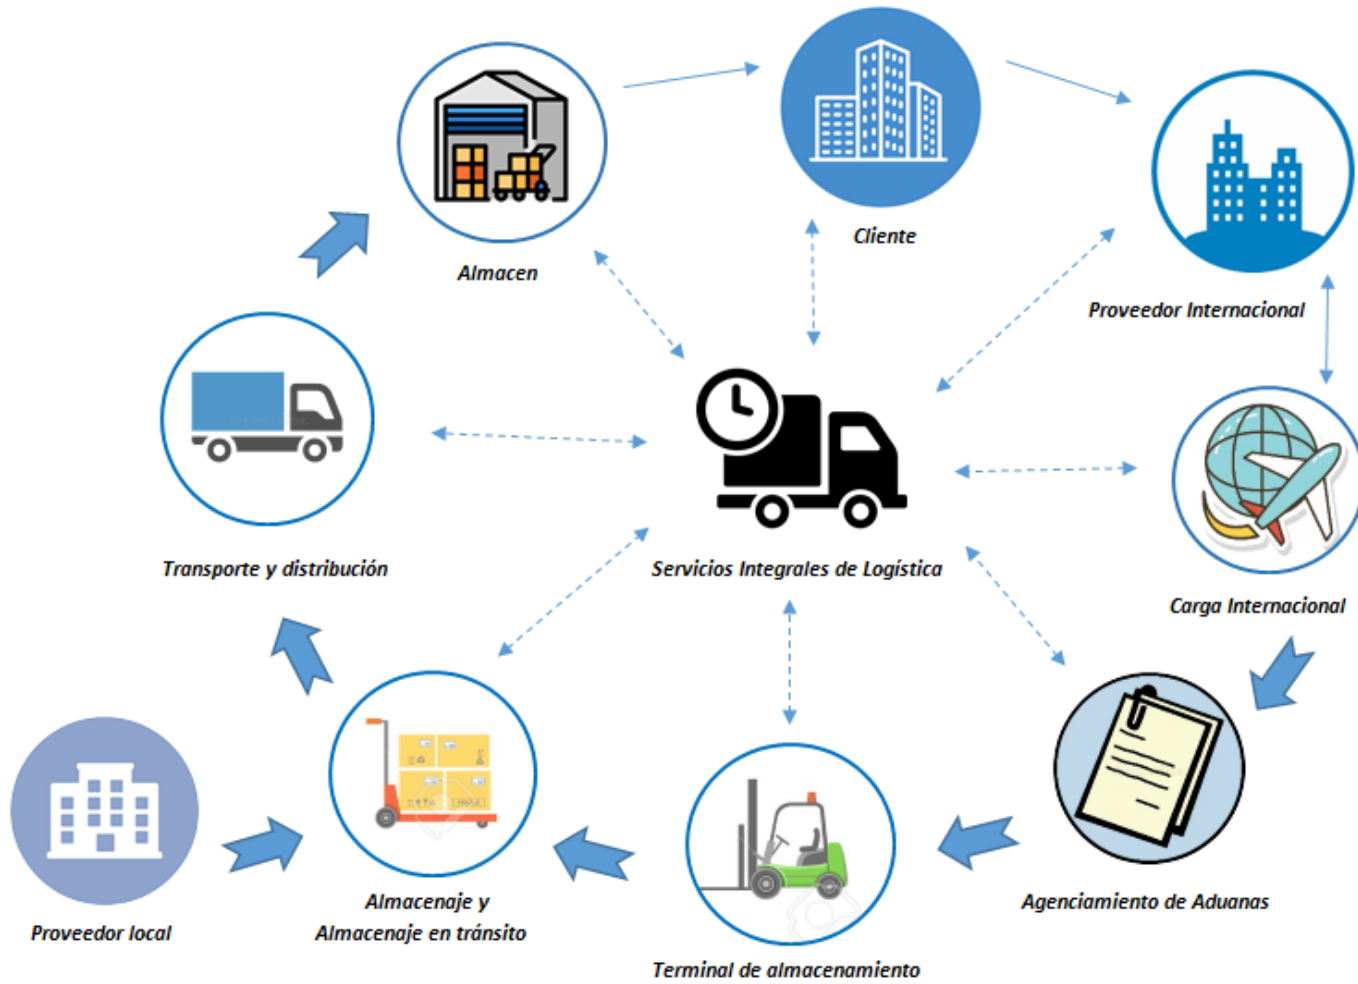 Cliente
Almacen
Proveedor Internacional
Transporte y distribución
Servicios Integrales de Logística
Carga Internacional
Almacenaje y
Almacenaje en tránsito
Agenciamiento de Aduanas
Proveedor local
Terminal de almacenamiento